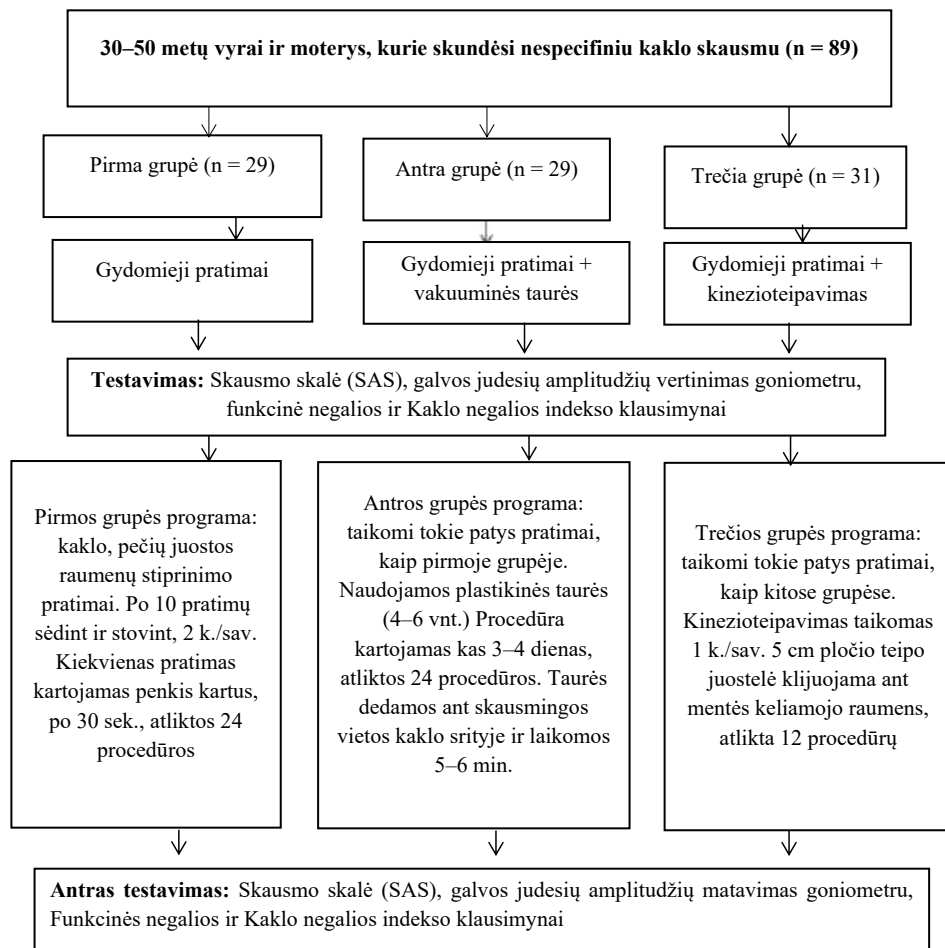 30–50 metų vyrai ir moterys, kurie skundėsi nespecifiniu kaklo skausmu (n = 89)
Pirma grupė (n = 29)
Antra grupė (n = 29)
Trečia grupė (n = 31)
Gydomieji pratimai
Gydomieji pratimai +
vakuuminės taurės
Gydomieji pratimai +
kinezioteipavimas
Testavimas: Skausmo skalė (SAS), galvos judesių amplitudžių vertinimas goniometru,
funkcinė negalios ir Kaklo negalios indekso klausimynai
Pirmos grupės programa:
kaklo, pečių juostos
raumenų stiprinimo
pratimai. Po 10 pratimų
sėdint ir stovint, 2 k./sav.
Kiekvienas pratimas
kartojamas penkis kartus,
po 30 sek., atliktos 24
procedūros
Antros grupės programa:
taikomi tokie patys pratimai,
kaip pirmoje grupėje.
Naudojamos plastikinės taurės
(4–6 vnt.) Procedūra
kartojamas kas 3–4 dienas,
atliktos 24 procedūros. Taurės
dedamos ant skausmingos
vietos kaklo srityje ir laikomos
5–6 min.
Trečios grupės programa:
taikomi tokie patys pratimai,
kaip kitose grupėse.
Kinezioteipavimas taikomas
1 k./sav. 5 cm pločio teipo
juostelė klijuojama ant
mentės keliamojo raumens,
atlikta 12 procedūrų
Antras testavimas: Skausmo skalė (SAS), galvos judesių amplitudžių matavimas goniometru,
Funkcinės negalios ir Kaklo negalios indekso klausimynai